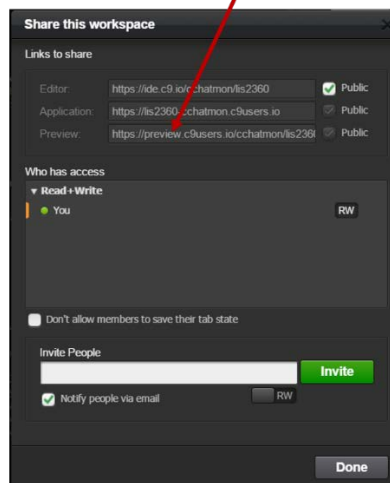 Share this workspace
Links to share
Editor: https://ide.c9.io/cchatmon/lis2360 Public
Application: https://lis2360-cchatmon.c9users.io Public
Preview: https://preview.c9users.io/cchatmon/lis236 Public
Who has access
Read+Write
You RW
Don't allow members to save their tab state
Invite People
Invite
Notify people via email RW
Done